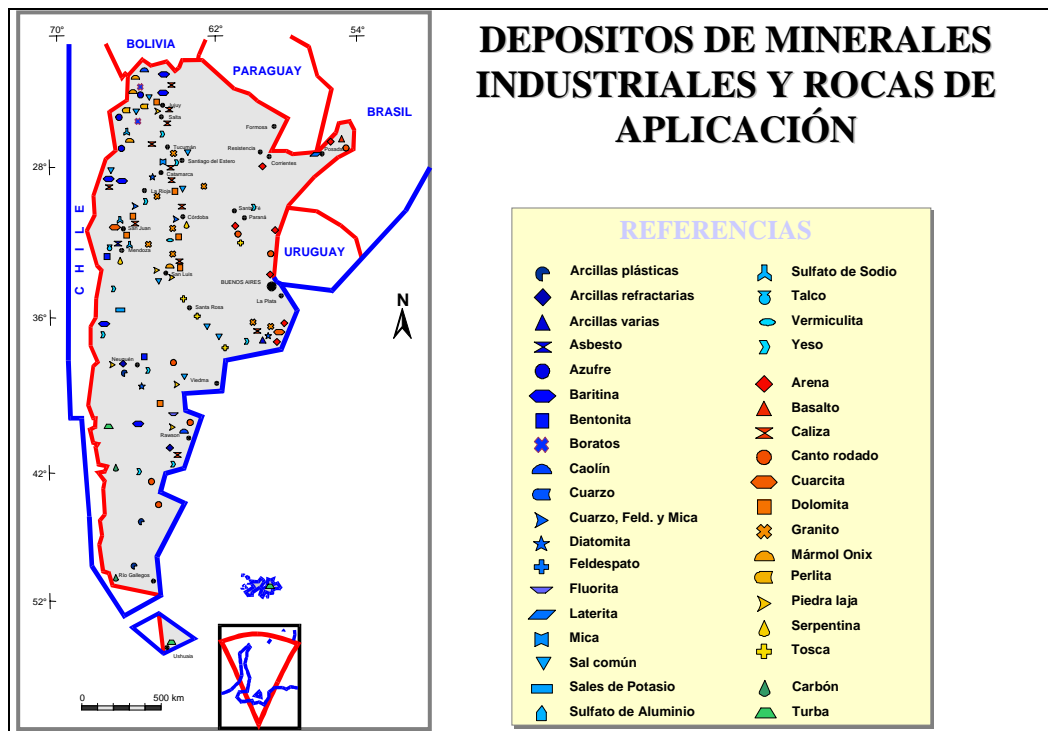 DEPOSITOS DE MINERALES
INDUSTRIALES Y ROCAS DE
APLICACIÓN
70°
62°
54°
BOLIVIA
PARAGUAY
BRASIL
Jujuy
Salta
Formosa
Tucumán
Resistencia
Posadas
Santiago del Estero
Corrientes
28°
Catamarca
La Rioja
CHILE
Santa Fé
Córdoba
Paraná
San Juan
URUGUAY
Mendoza
San Luis
BUENOS AIRES
La Plata
N
Santa Rosa
36°
Neuquén
Viedma
Rawson
42°
Río Gallegos
52°
Ushuaia
0
500 km
REFERENCIAS
Arcillas plásticas
Arcillas refractarias
Arcillas varias
Asbesto
Azufre
Baritina
Bentonita
Boratos
Caolín
Cuarzo
Cuarzo, Feld. y Mica
Diatomita
Feldespato
Fluorita
Laterita
Mica
Sal común
Sales de Potasio
Sulfato de Aluminio
Sulfato de Sodio
Talco
Vermiculita
Yeso
Arena
Basalto
Caliza
Canto rodado
Cuarcita
Dolomita
Granito
Mármol Onix
Perlita
Piedra laja
Serpentina
Tosca
Carbón
Turba